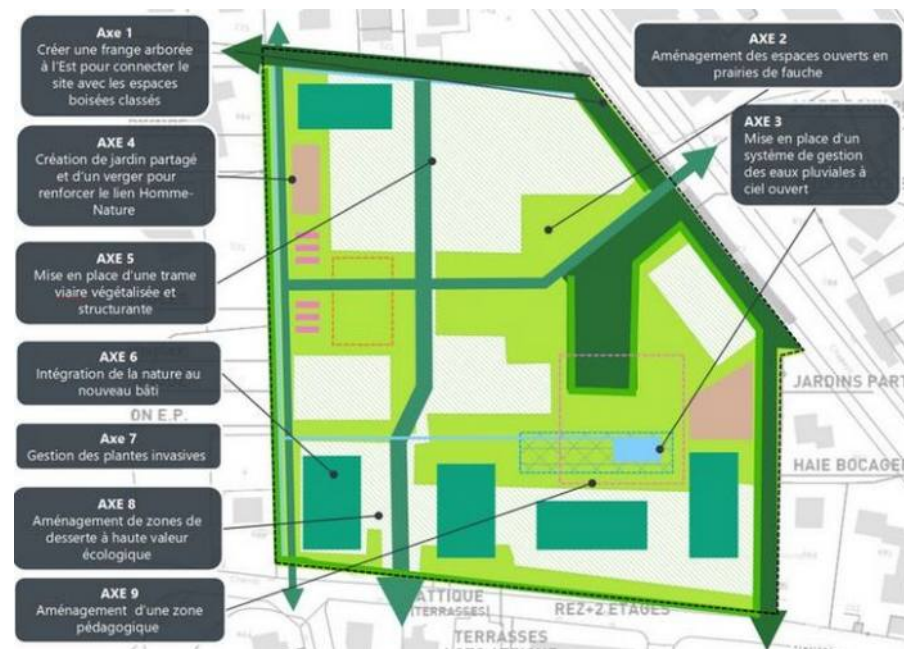 Axe 1
Créer une frange arborée
à l'Est pour connecter le
site avec les espaces
boisées classés
AXE 2
Aménagement des espaces ouverts en
prairies de fauche
AXE 3
Mise en place d'un
système de gestion
des eaux pluviales à
ciel ouvert
AXE 4
Création de jardin partagé
et d'un verger pour
renforcer le lien Homme-
Nature
AXE 5
Mise en place d'une trame
viaire végétalisée et
structurante
AXE 6
Intégration de la nature au
nouveau bâti
JARDINS PART
ON E.P.
Axe 7
Gestion des plantes invasives
HAIE BOCAGE
AXE 8
Aménagement de zones de
desserte à haute valeur
écologique
AXE 9
Aménagement d'une zone
pédagogique
ATTIQUE
(TERRASSES)
REZ+2 ETAGES
TERRASSES